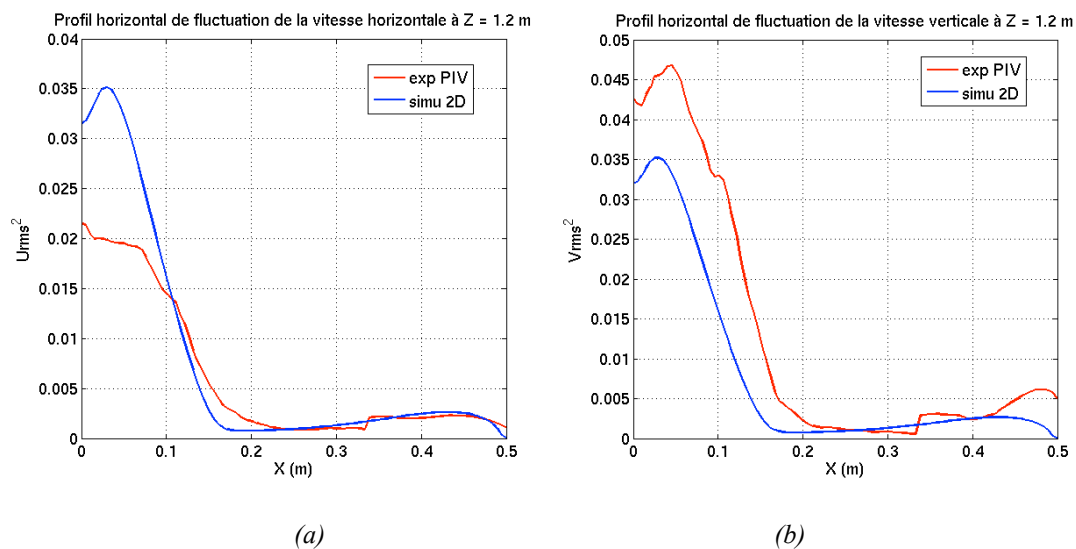 Profil horizontal de fluctuation de la vitesse horizontale à Z = 1.2 m
0.04
0.035
0.03
0.025
0.02
0.015
0.01
0.005
0
Urms²
exp PIV
simu 2D
0 0.1 0.2 0.3 0.4 0.5
X (m)
(a)
Profil horizontal de fluctuation de la vitesse verticale à Z = 1.2 m
0.05
0.045
0.04
0.035
0.03
0.025
0.02
0.015
0.01
0.005
0
Vrms²
exp PIV
simu 2D
0 0.1 0.2 0.3 0.4 0.5
X (m)
(b)